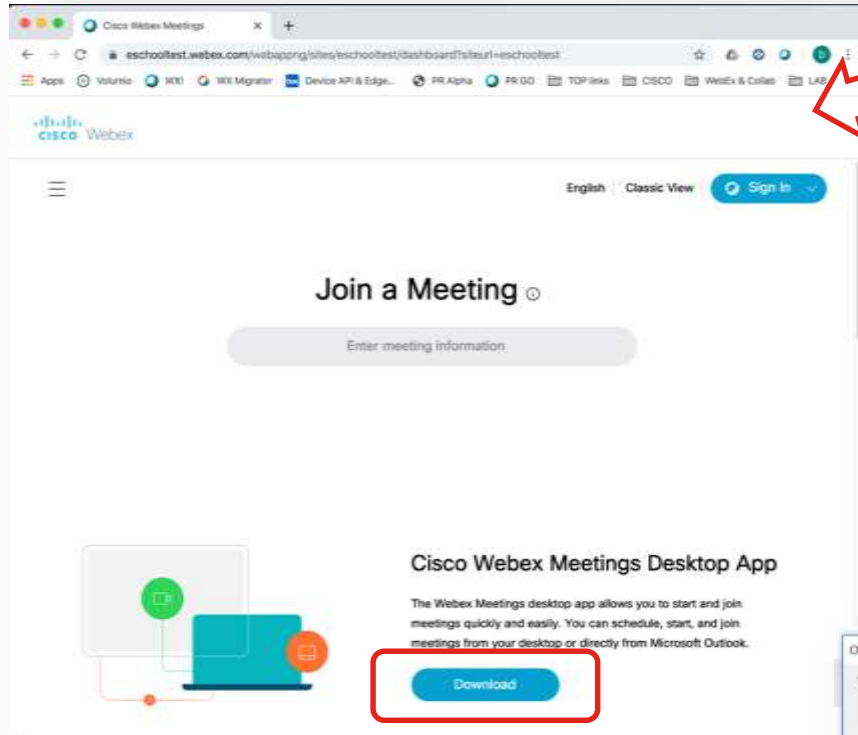 Cisco Webex Meetings
eschooltest.webex.com/webappng/sites/eschooltest/dashboard?siteurl=eschooltest
D
Apps Volumio WXI WX Migrator Device API & Edge... PR Alpha PR GO TOP links CISCO WebEx & Collab LAB
CISCO Webex
English Classic View Sign In
Join a Meeting
Enter meeting information
Cisco Webex Meetings Desktop App
The Webex Meetings desktop app allows you to start and join
meetings quickly and easily. You can schedule, start, and join
meetings from your desktop or directly from Microsoft Outlook.
Download